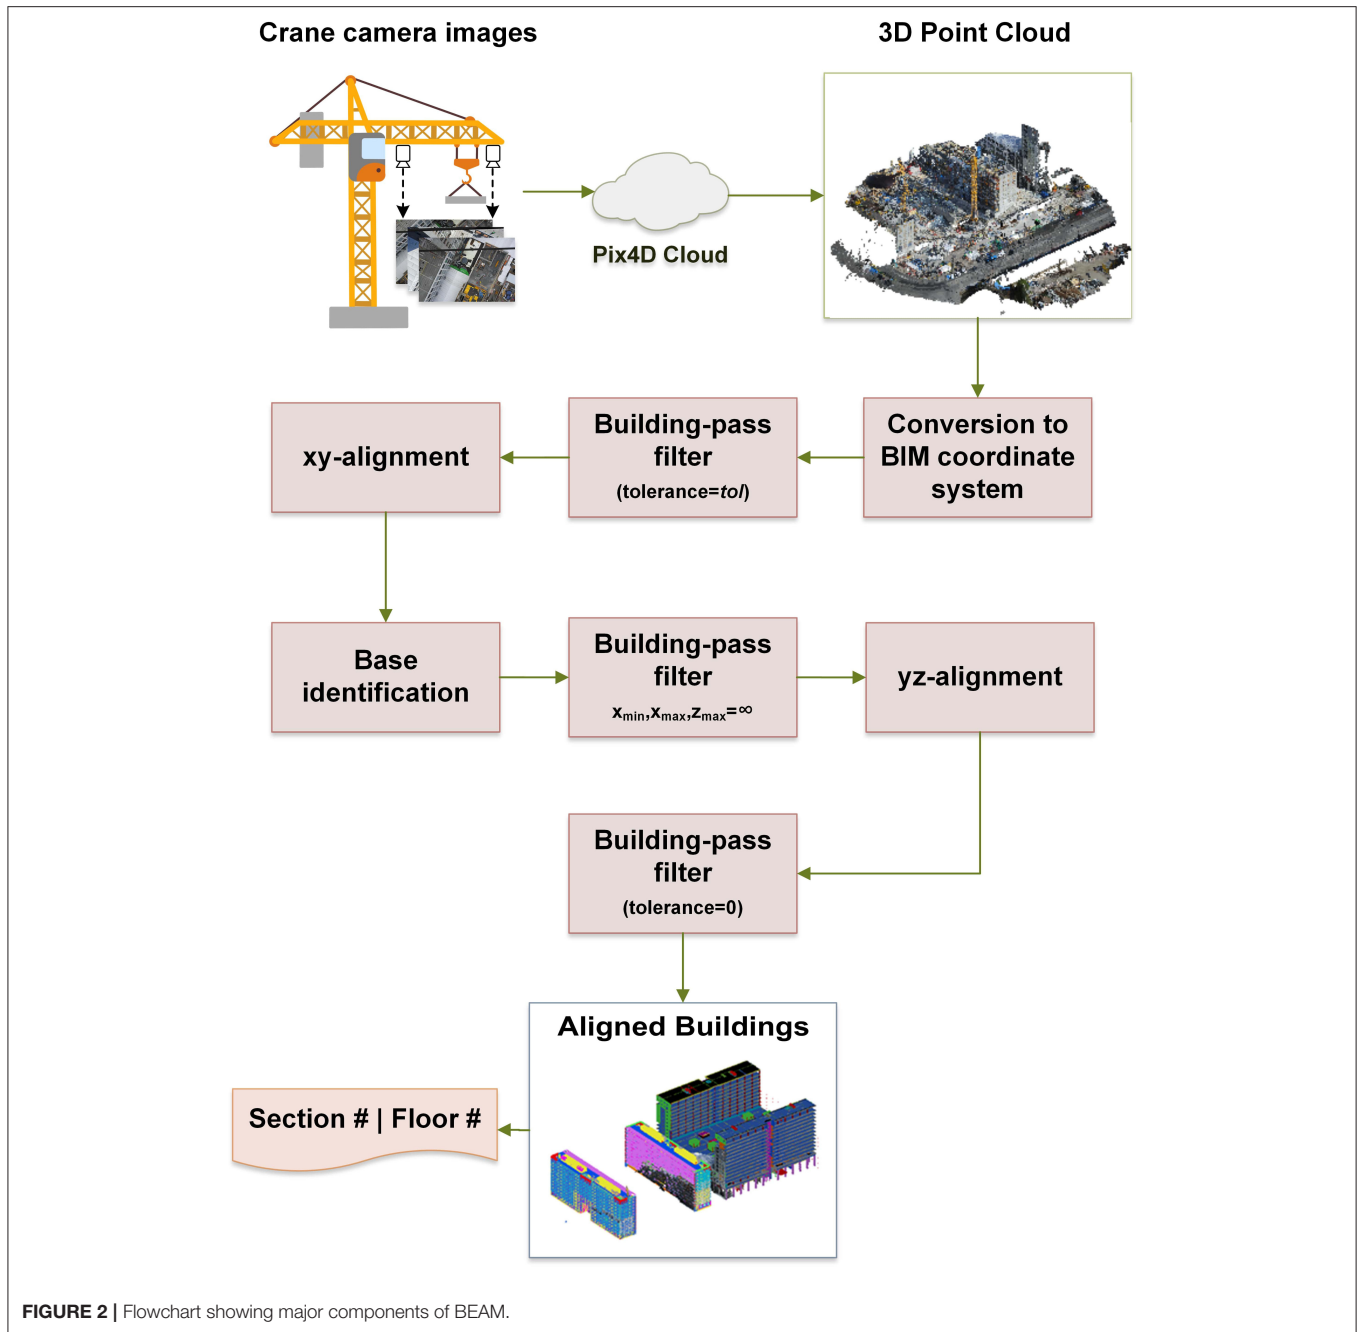 Crane camera images
3D Point Cloud
Pix4D Cloud
Conversion to
BIM coordinate
system
Building-pass
filter
(tolerance=tol)
xy-alignment
Base
identification
Building-pass
filter
xmin,xmax,zmax=∞
yz-alignment
Building-pass
filter
(tolerance=0)
Aligned Buildings
Section # | Floor #
FIGURE 2 | Flowchart showing major components of BEAM.